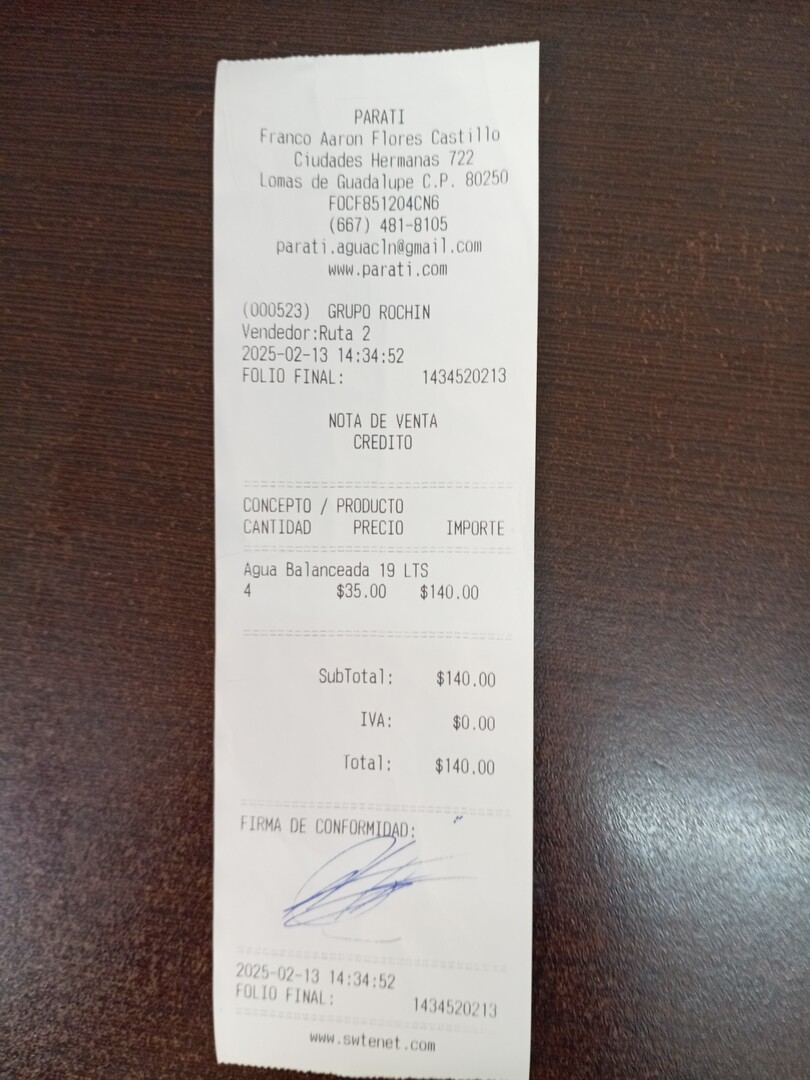 PARATI
Franco Aaron Flores Castillo
Ciudades Hermanas 722
Lomas de Guadalupe C.P. 80250
FOCF851204CN6
(667) 481-8105
parati.aguacln@gmail.com
www.parati.com
(000523) GRUPO ROCHIN
Vendedor:Ruta 2
2025-02-13 14:34:52
FOLIO FINAL: 1434520213
NOTA DE VENTA
CREDITO
CONCEPTO / PRODUCTO
CANTIDAD PRECIO IMPORTE
Agua Balanceada 19 LTS
4 $35.00 $140.00
SubTotal: $140.00
IVA: $0.00
Total: $140.00
FIRMA DE CONFORMIDAD:
2025-02-13 14:34:52
FOLIO FINAL: 1434520213
www.swtenet.com